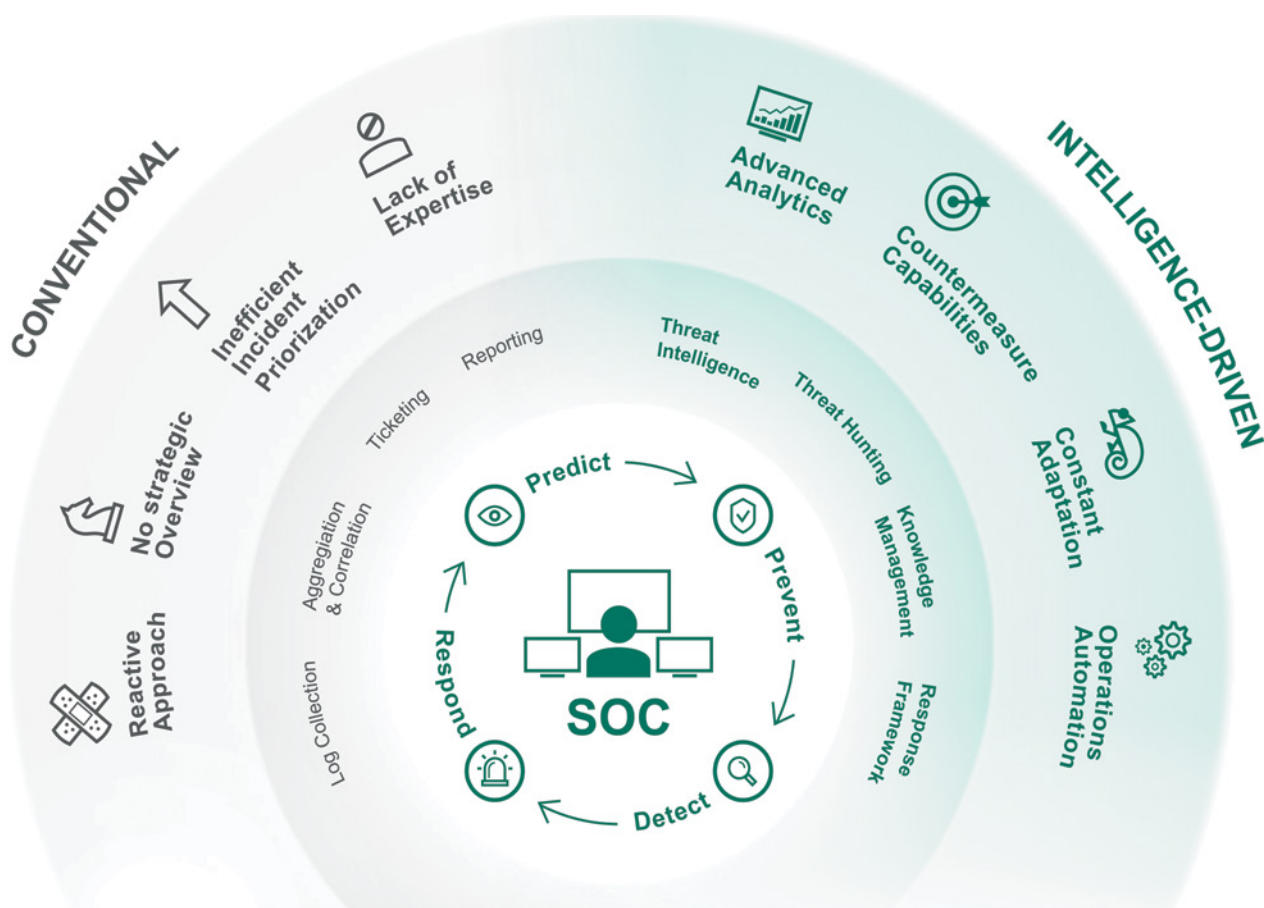 CONVENTIONAL
INTELLIGENCE-DRIVEN
Lack of
Expertise
Inefficient
Incident
Priorization
No strategic
Overview
Reactive
Approach
Advanced
Analytics
Countermeasure
Capabilities
Constant
Adaptation
Operations
Automation
Reporting
Ticketing
Aggregiation
& Correlation
Log Collection
Threat
Intelligence
Threat Hunting
Knowledge
Management
Response
Framework
Predict
Prevent
Detect
Respond
SOC